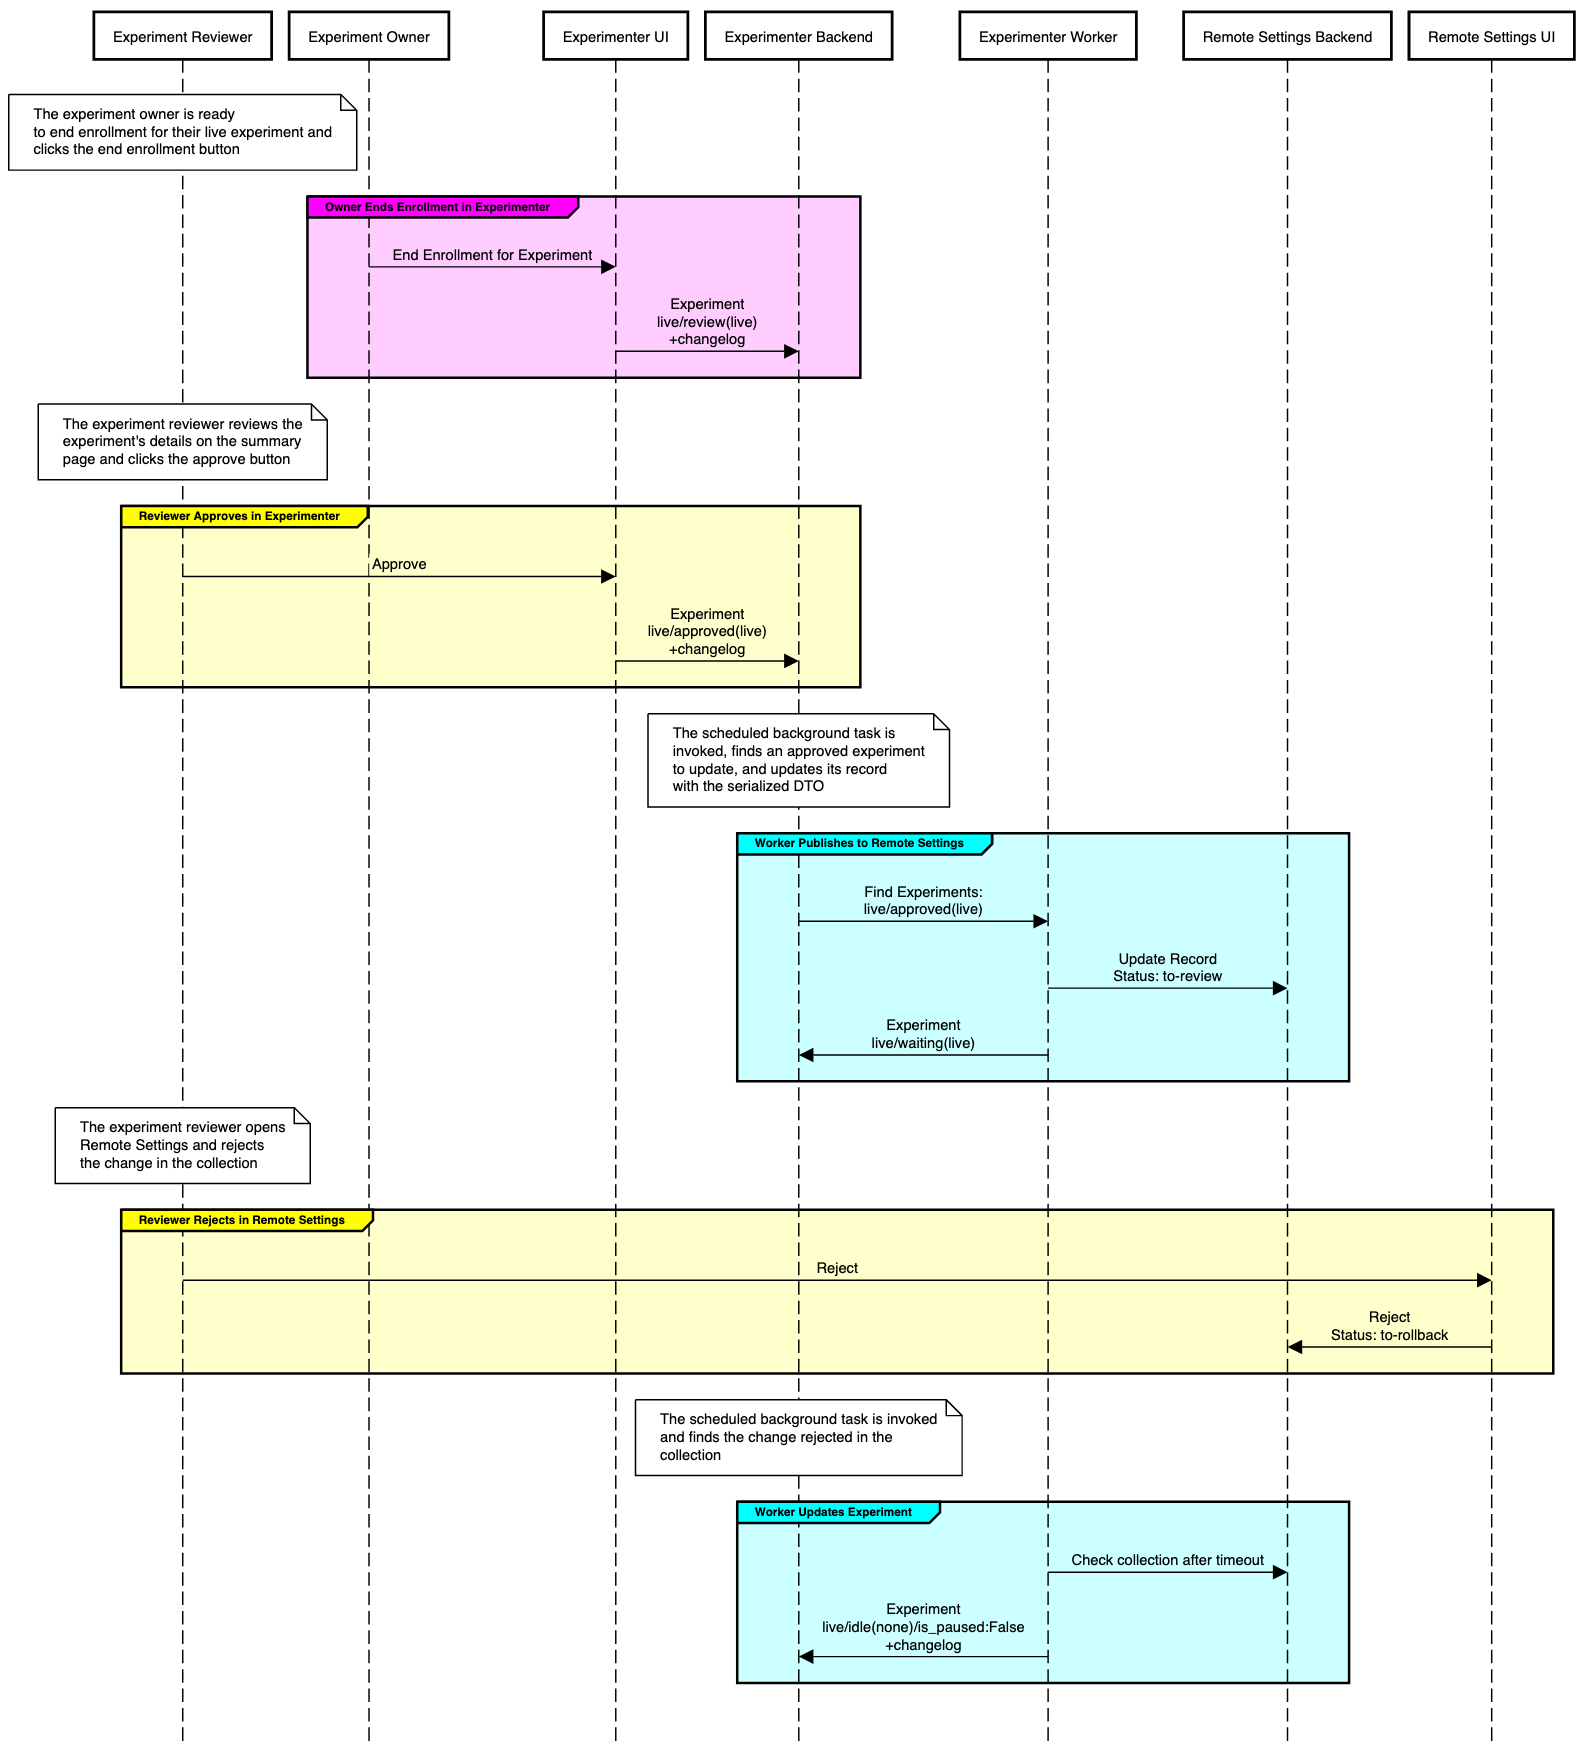 Experiment Reviewer
Experiment Owner
Experimenter UI
Experimenter Backend
Experimenter Worker
Remote Settings Backend
Remote Settings UI
The experiment owner is ready
to end enrollment for their live experiment and
clicks the end enrollment button
Owner Ends Enrollment in Experimenter
End Enrollment for Experiment
Experiment
live/review(live)
+changelog
The experiment reviewer reviews the
experiment's details on the summary
page and clicks the approve button
Reviewer Approves in Experimenter
Approve
Experiment
live/approved(live)
+changelog
The scheduled background task is
invoked, finds an approved experiment
to update, and updates its record
with the serialized DTO
Worker Publishes to Remote Settings
Find Experiments:
live/approved(live)
Update Record
Status: to-review
Experiment
live/waiting(live)
The experiment reviewer opens
Remote Settings and rejects
the change in the collection
Reviewer Rejects in Remote Settings
Reject
Reject
Status: to-rollback
The scheduled background task is invoked
and finds the change rejected in the
collection
Worker Updates Experiment
Check collection after timeout
Experiment
live/idle(none)/is_paused:False
+changelog